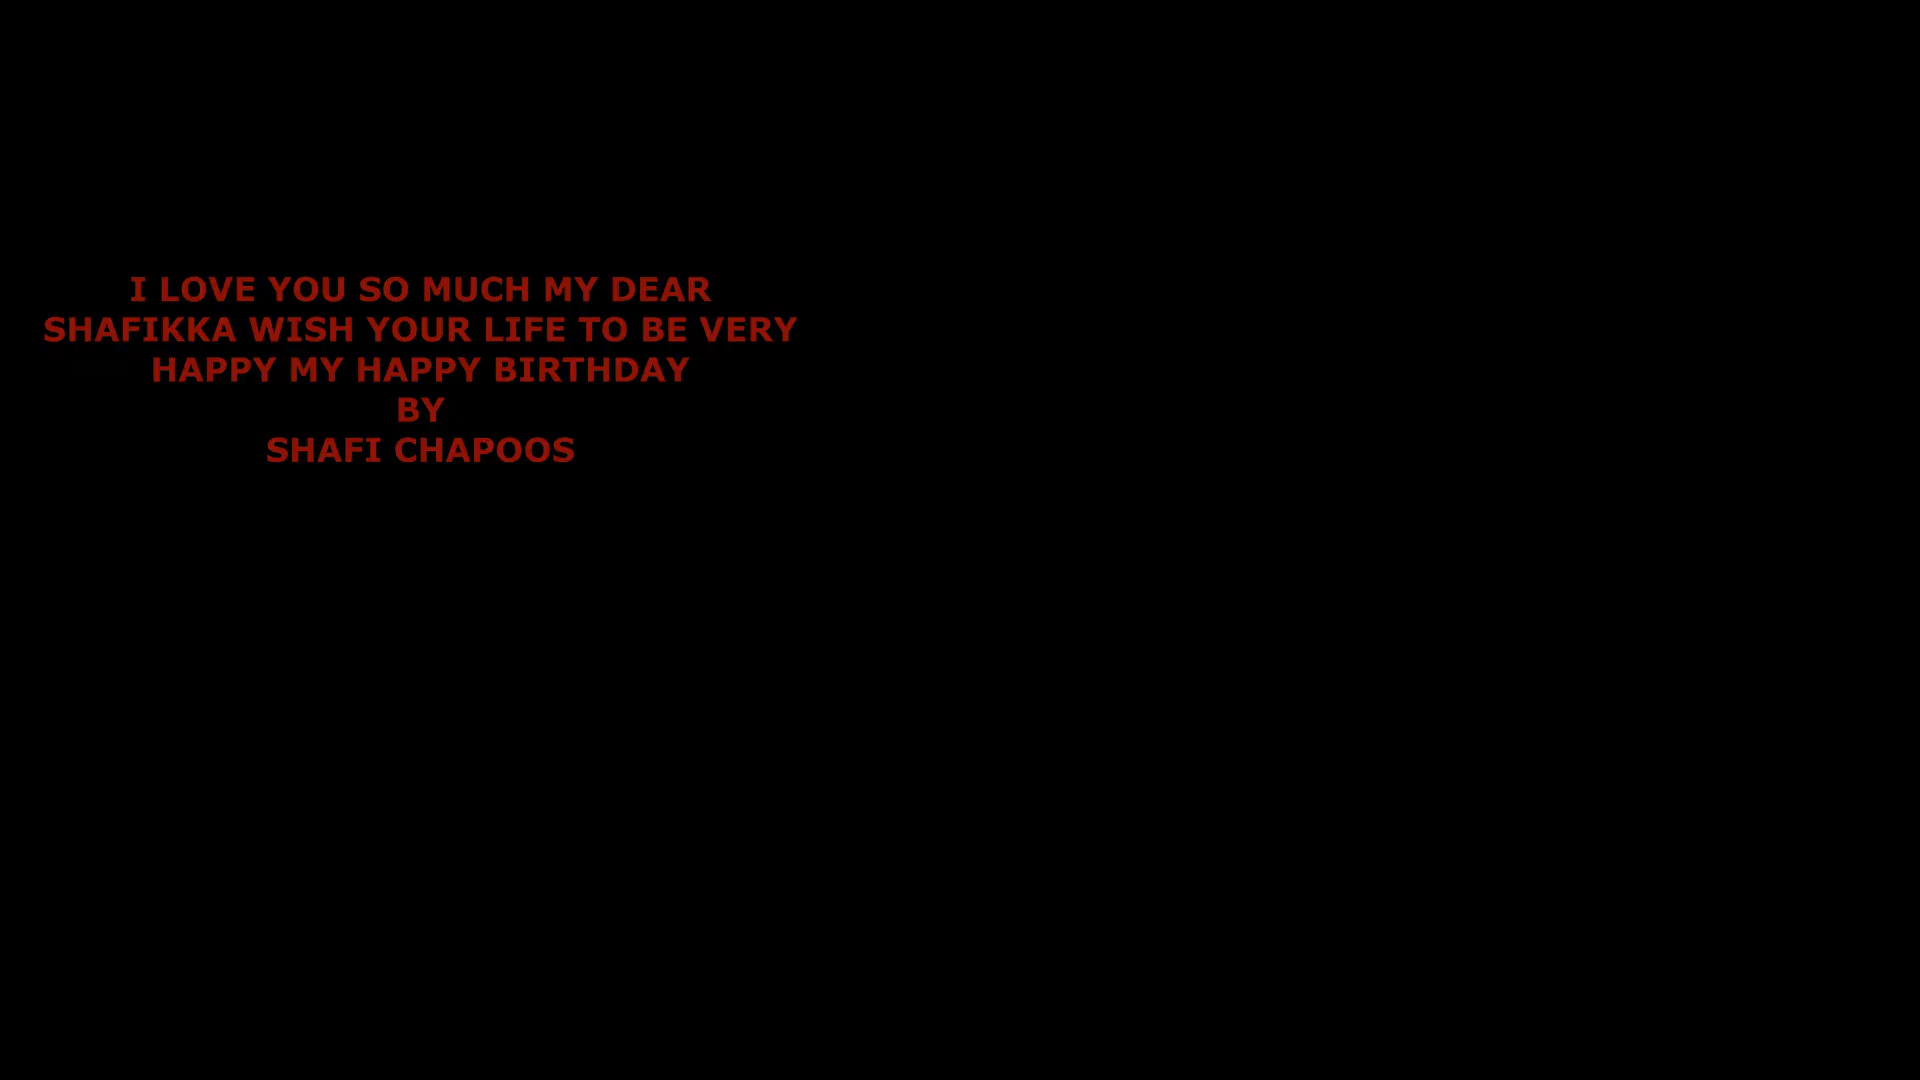 I LOVE YOU SO MUCH MY DEAR
SHAFIKKA WISH YOUR LIFE TO BE VERY
HAPPY MY HAPPY BIRTHDAY
BY
SHAFI CHAPOOS